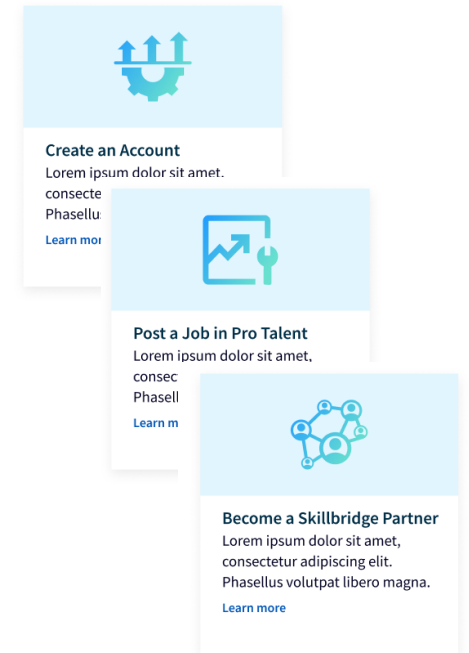 Create an Account
Lorem ipsum dolor sit amet,
consecte
Phasellus
Learn mor
Post a Job in Pro Talent
Lorem ipsum dolor sit amet,
consec
Phasell
Learn m
Become a Skillbridge Partner
Lorem ipsum dolor sit amet,
consectetur adipiscing elit.
Phasellus volutpat libero magna.
Learn more